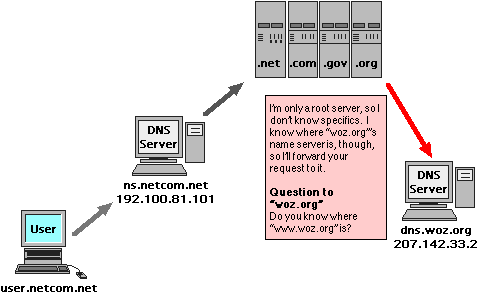 .net .com .gov .org
I'm only a root server, so I
don't know specifics. I
know where "woz.org"'s
name server is, though,
so I'll forward your
request to it.
Question to
"woz.org"
Do you know where
"www.woz.org" is?
DNS
Server
ns.netcom.net
192.100.81.101
DNS
Server
dns.woz.org
207.142.33.2
User
user.netcom.net